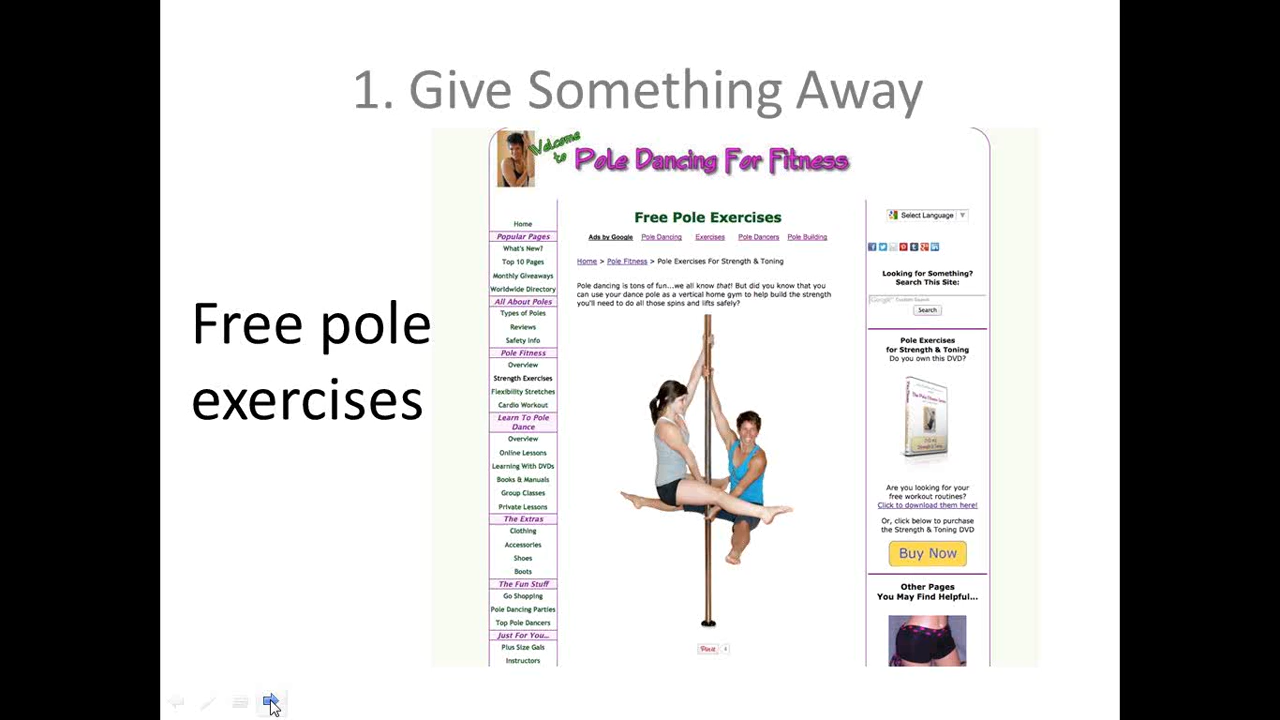 1. Give Something Away
Free pole
exercises
Welcome
to
Pole Dancing For Fitness
Home
Popular Pages
What's New?
Top 10 Pages
Monthly Giveaways
Worldwide Directory
All About Poles
Types of Poles
Reviews
Safety Info
Pole Fitness
Overview
Strength Exercises
Flexibility Stretches
Cardio Workout
Learn To Pole
Dance
Overview
Online Lessons
Learning With DVDs
Books & Manuals
Group Classes
Private Lessons
The Extras
Clothing
Accessories
Shoes
Boots
The Fun Stuff
Go Shopping
Pole Dancing Parties
Top Pole Dancers
Just For You...
Plus Size Gals
Instructors
Free Pole Exercises
Ads by Google Pole Dancing Exercises Pole Dancers Pole Building
Home > Pole Fitness > Pole Exercises For Strength & Toning
Pole dancing is tons of fun...we all know that! But did you know that you
can use your dance pole as a vertical home gym to help build the strength
you'll need to do all those spins and lifts safely?
Pin it
Select Language
Looking for Something?
Search This Site:
Google Custom Search
Search
Pole Exercises
for Strength & Toning
Do you own this DVD?
Are you looking for your
free workout routines?
Click to download them here!
Or, click below to purchase
the Strength & Toning DVD
Buy Now
Other Pages
You May Find Helpful...